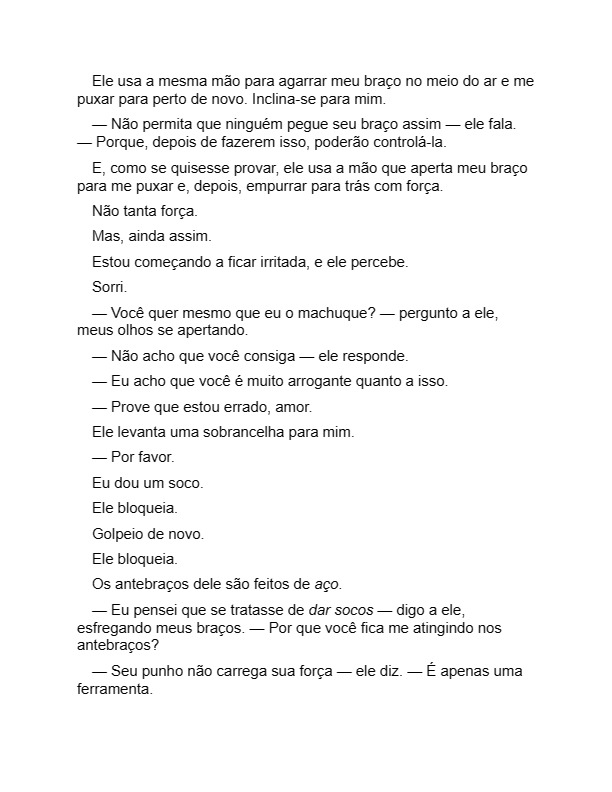 Ele usa a mesma mão para agarrar meu braço no meio do ar e me
puxar para perto de novo. Inclina-se para mim.
— Não permita que ninguém pegue seu braço assim — ele fala.
— Porque, depois de fazerem isso, poderão controlá-la.
E, como se quisesse provar, ele usa a mão que aperta meu braço
para me puxar e, depois, empurrar para trás com força.
Não tanta força.
Mas, ainda assim.
Estou começando a ficar irritada, e ele percebe.
Sorri.
— Você quer mesmo que eu o machuque? — pergunto a ele,
meus olhos se apertando.
— Não acho que você consiga — ele responde.
— Eu acho que você é muito arrogante quanto a isso.
— Prove que estou errado, amor.
Ele levanta uma sobrancelha para mim.
— Por favor.
Eu dou um soco.
Ele bloqueia.
Golpeio de novo.
Ele bloqueia.
Os antebraços dele são feitos de aço.
— Eu pensei que se tratasse de dar socos — digo a ele,
esfregando meus braços. — Por que você fica me atingindo nos
antebraços?
— Seu punho não carrega sua força — ele diz. — É apenas uma
ferramenta.